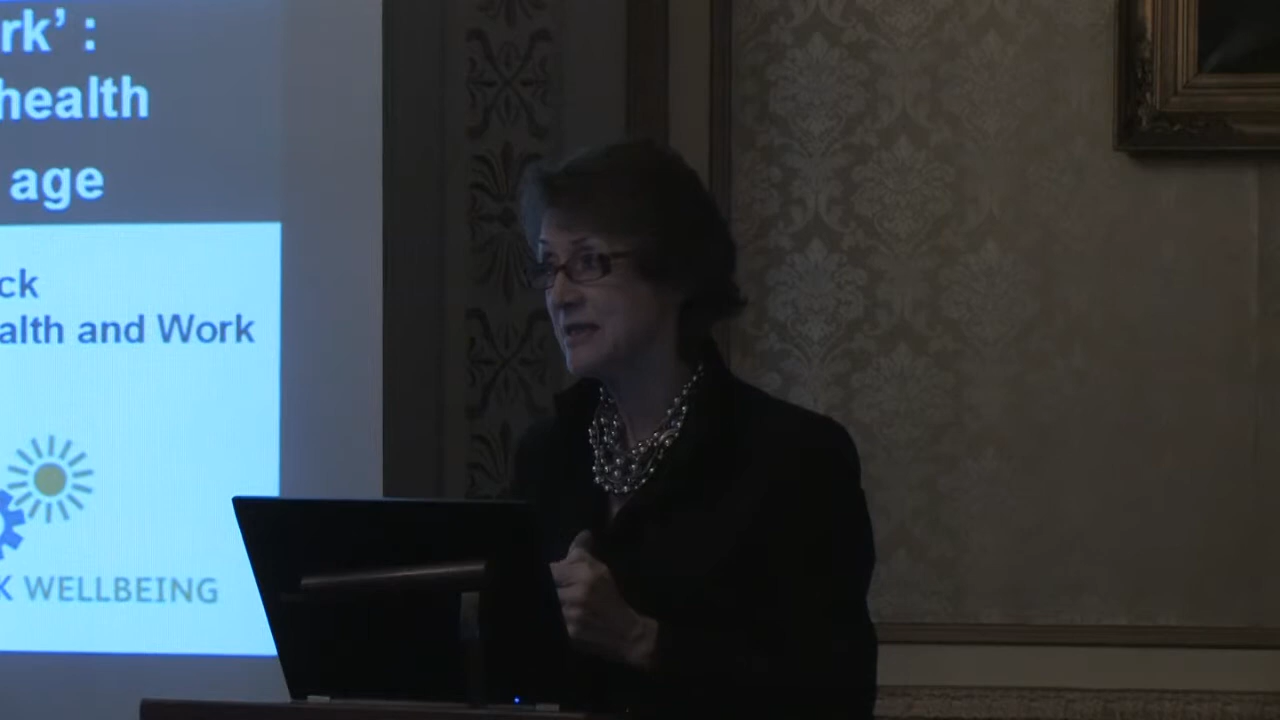 rk’ :
health
age
ck
alth and Work
K WELLBEING